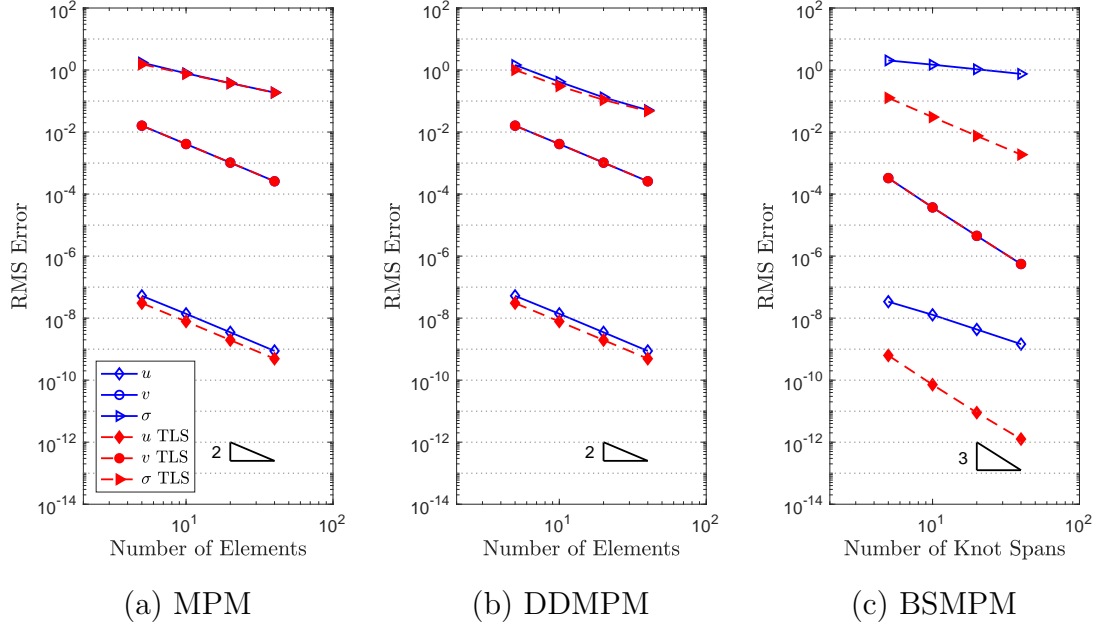 10^2
10^0
10^-2
10^-4
10^-6
10^-8
10^-10
10^-12
10^-14
RMS Error
u
v
σ
u TLS
v TLS
σ TLS
2
10^1
10^2
Number of Elements
(a) MPM
10^2
10^0
10^-2
10^-4
10^-6
10^-8
10^-10
10^-12
10^-14
RMS Error
2
10^1
10^2
Number of Elements
(b) DDMPM
10^2
10^0
10^-2
10^-4
10^-6
10^-8
10^-10
10^-12
10^-14
RMS Error
3
10^1
10^2
Number of Knot Spans
(c) BSMPM